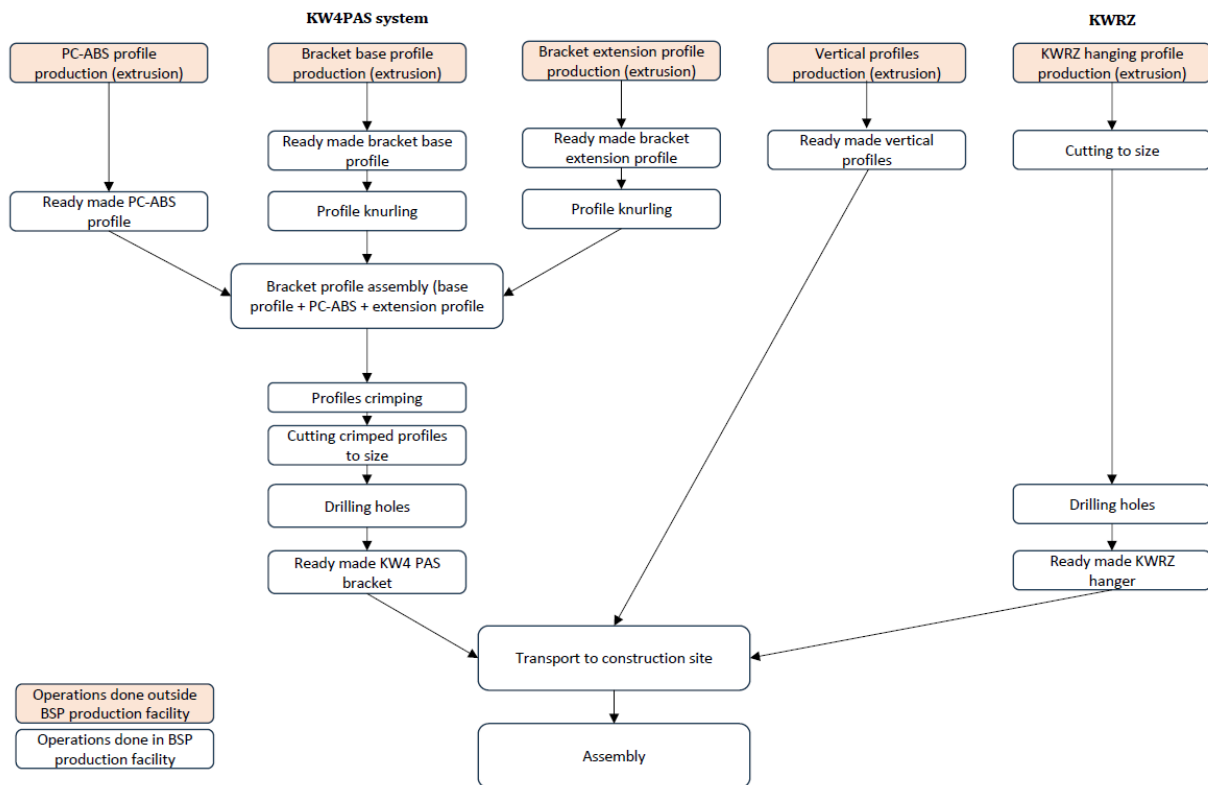 KW4PAS system
KWRZ
PC-ABS profile
production (extrusion)
Bracket base profile
production (extrusion)
Bracket extension profile
production (extrusion)
Vertical profiles
production (extrusion)
KWRZ hanging profile
production (extrusion)
Ready made bracket base
profile
Ready made bracket
extension profile
Ready made vertical
profiles
Cutting to size
Ready made PC-ABS
profile
Profile knurling
Profile knurling
Bracket profile assembly (base
profile + PC-ABS + extension profile
Profiles crimping
Cutting crimped profiles
to size
Drilling holes
Drilling holes
Ready made KW4 PAS
bracket
Ready made KWRZ
hanger
Transport to construction site
Operations done outside
BSP production facility
Operations done in BSP
production facility
Assembly